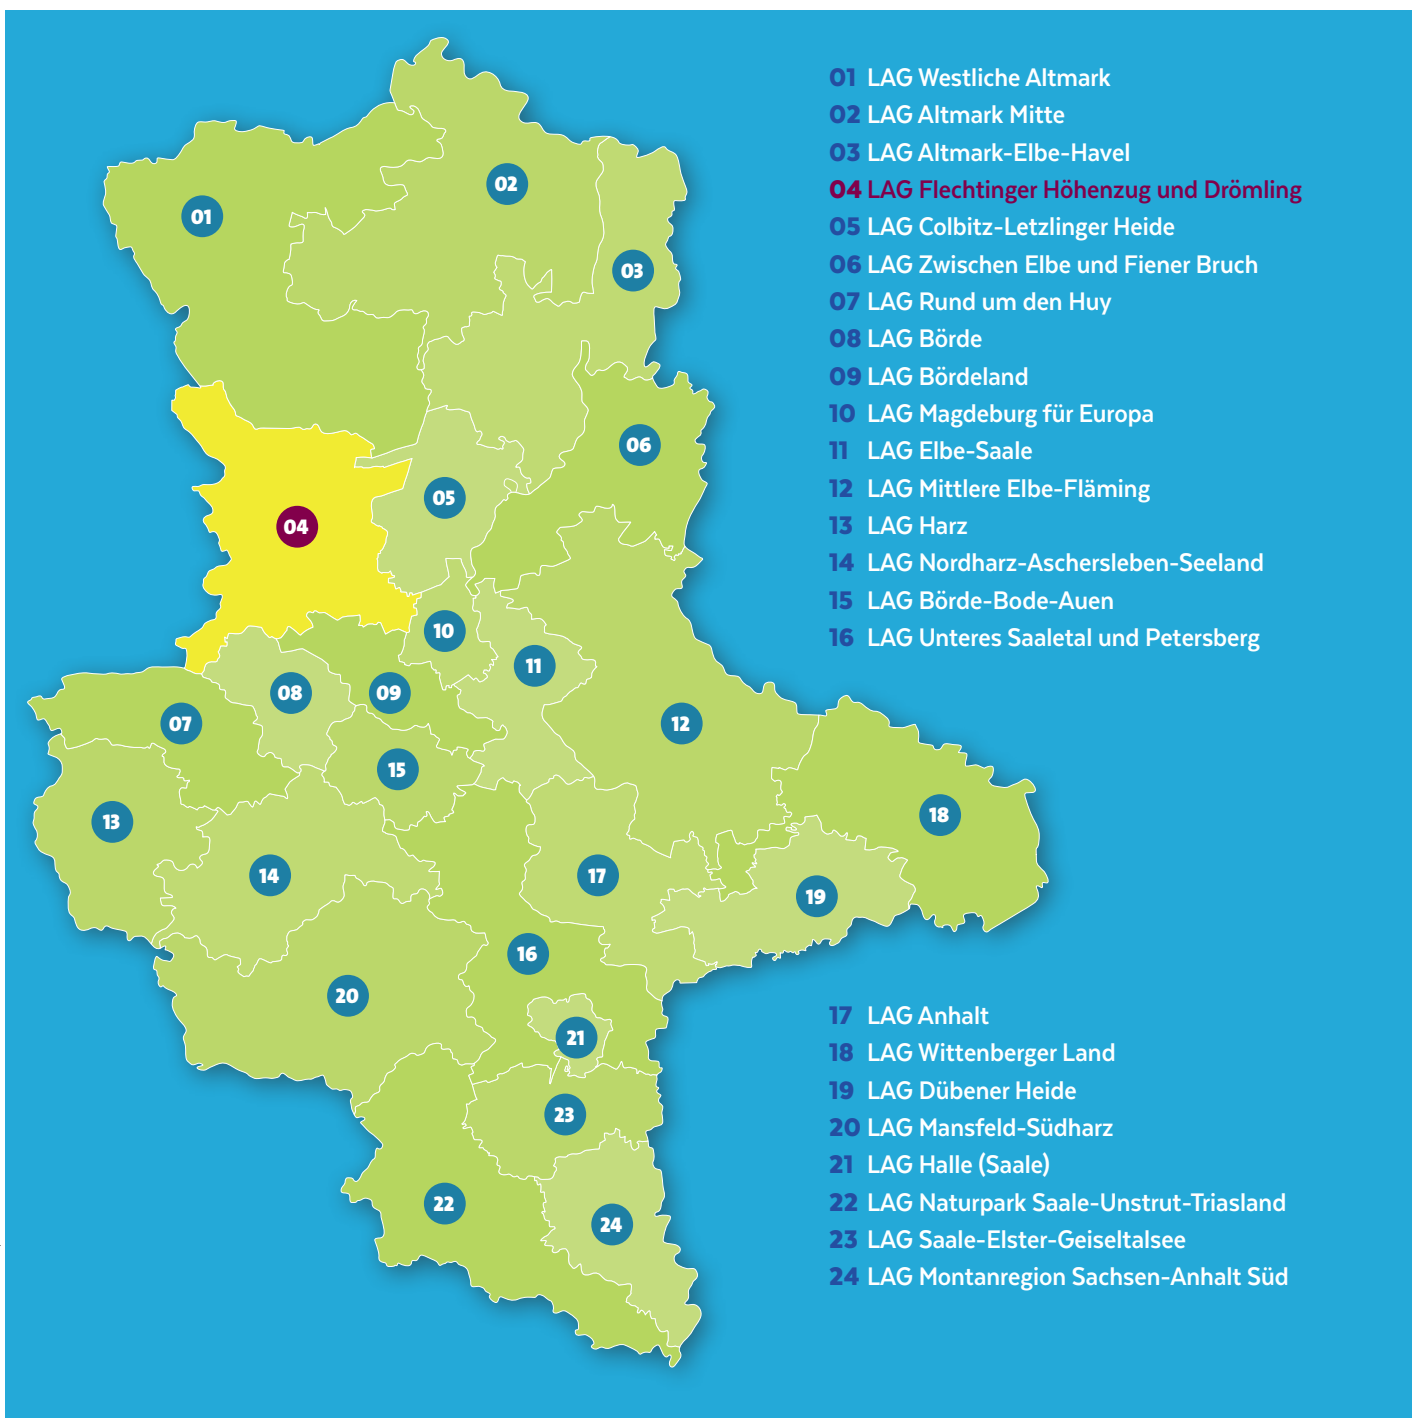 01 LAG Westliche Altmark
02 LAG Altmark Mitte
03 LAG Altmark-Elbe-Havel
04 LAG Flechtinger Höhenzug und Drömling
05 LAG Colbitz-Letzlinger Heide
06 LAG Zwischen Elbe und Fiener Bruch
07 LAG Rund um den Huy
08 LAG Börde
09 LAG Bördeland
10 LAG Magdeburg für Europa
11 LAG Elbe-Saale
12 LAG Mittlere Elbe-Fläming
13 LAG Harz
14 LAG Nordharz-Aschersleben-Seeland
15 LAG Börde-Bode-Auen
16 LAG Unteres Saaletal und Petersberg
17 LAG Anhalt
18 LAG Wittenberger Land
19 LAG Dübener Heide
20 LAG Mansfeld-Südharz
21 LAG Halle (Saale)
22 LAG Naturpark Saale-Unstrut-Triasland
23 LAG Saale-Elster-Geiseltalsee
24 LAG Montanregion Sachsen-Anhalt Süd
02
01
03
06
05
04
10
11
08
09
07
12
15
18
13
14
17
19
16
20
21
23
22
24